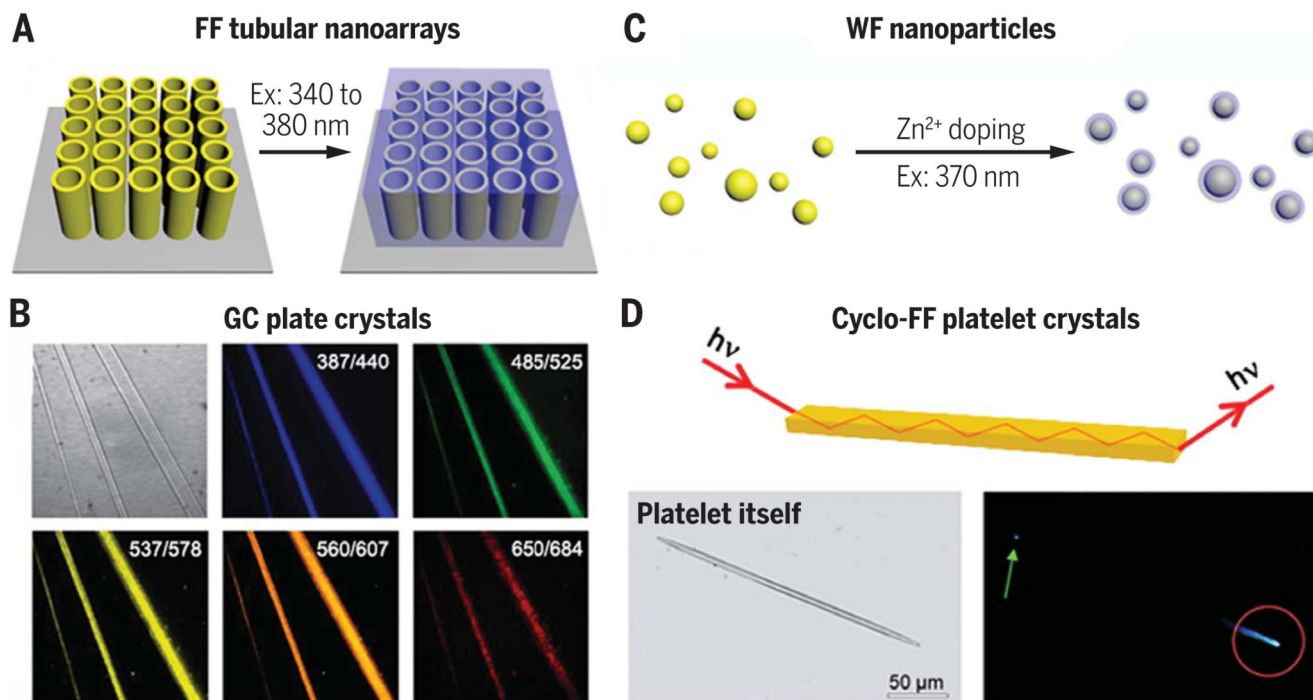 A
FF tubular nanoarrays
Ex: 340 to
380 nm
B
GC plate crystals
387/440
485/525
537/578
560/607
650/684
C
WF nanoparticles
Zn²⁺ doping
Ex: 370 nm
D
Cyclo-FF platelet crystals
hν
hν
Platelet itself
50 µm